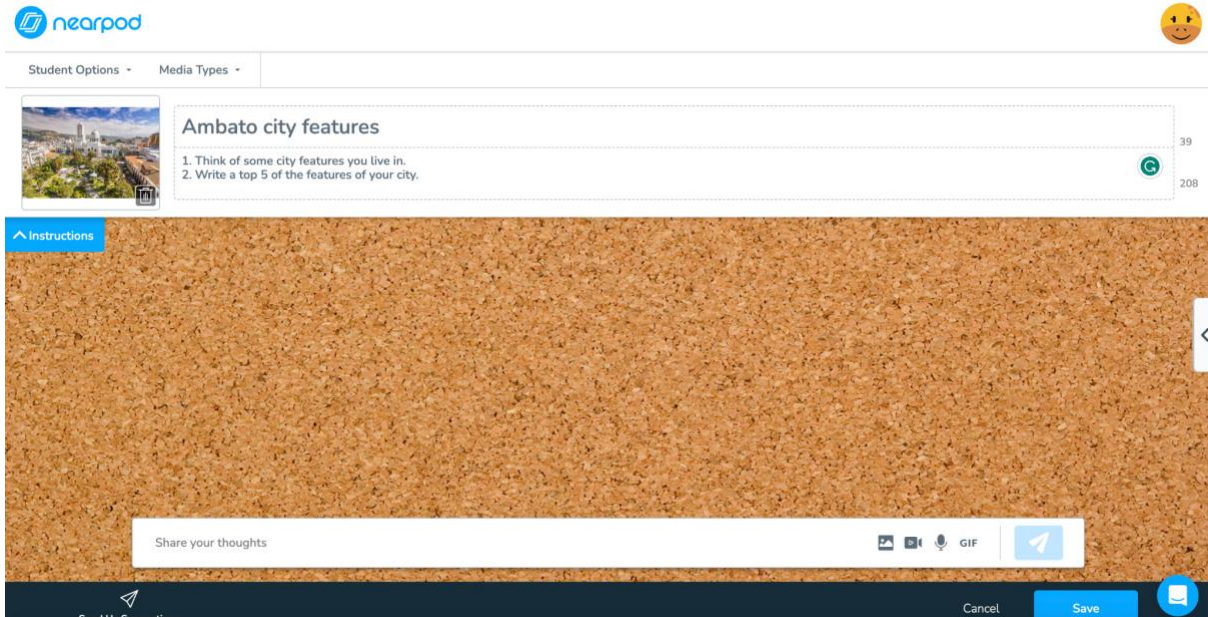 nearpod
Student Options
Media Types
Ambato city features
39
1. Think of some city features you live in.
2. Write a top 5 of the features of your city.
208
Instructions
Share your thoughts
GIF
Cancel
Save